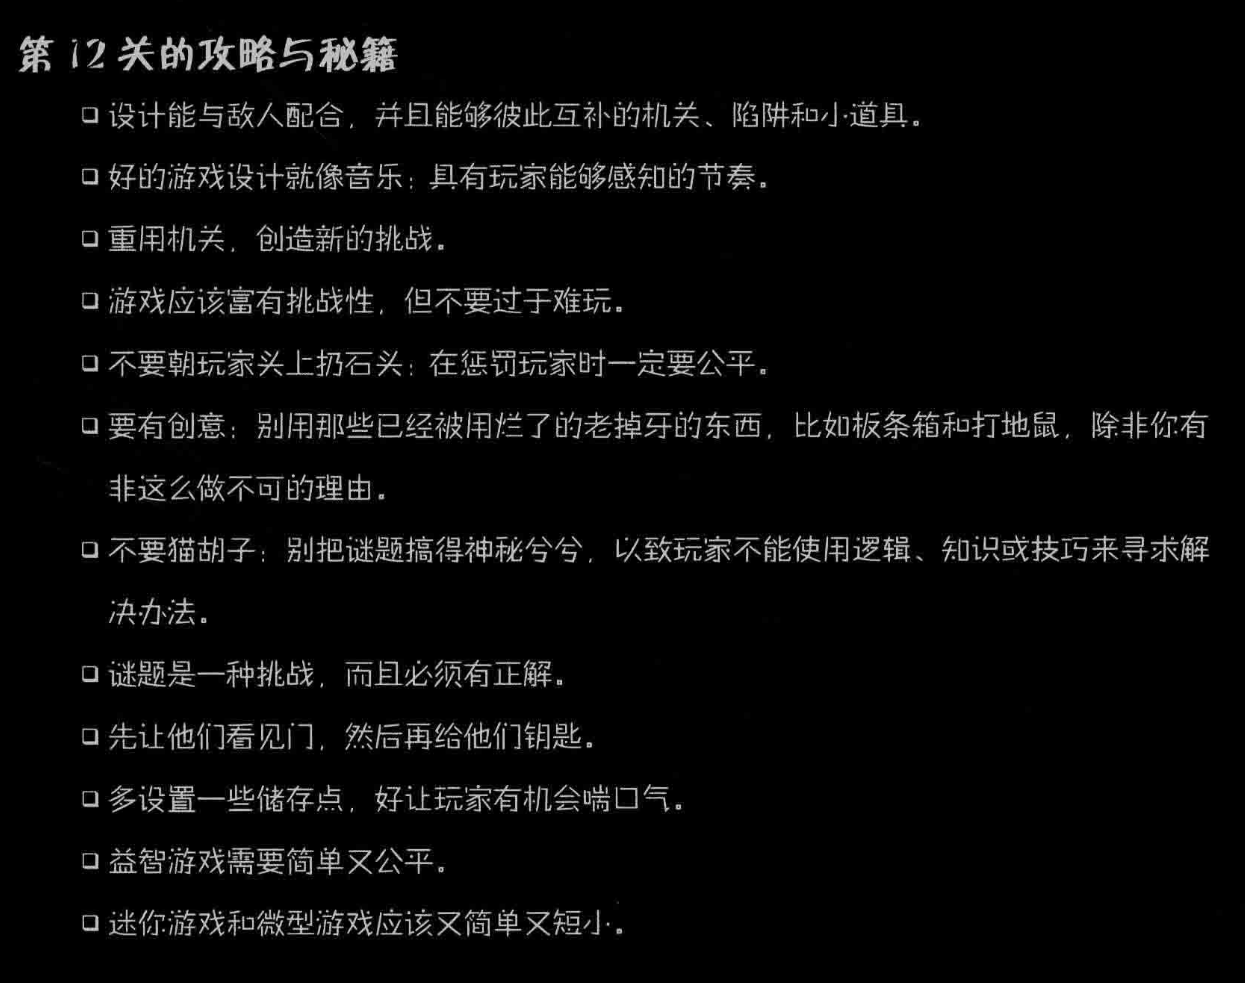 第 12 关的攻略与秘籍
❑ 设计能与敌人配合，并且能够彼此互补的机关、陷阱和小道具。
❑ 好的游戏设计就像音乐：具有玩家能够感知的节奏。
❑ 重用机关，创造新的挑战。
❑ 游戏应该富有挑战性，但不要过于难玩。
❑ 不要朝玩家头上扔石头：在惩罚玩家时一定要公平。
❑ 要有创意：别用那些已经被用烂了的老掉牙的东西，比如板条箱和打地鼠，除非你有
非这么做不可的理由。
❑ 不要猫胡子：别把谜题搞得神秘兮兮，以致玩家不能使用逻辑、知识或技巧来寻求解
决办法。
❑ 谜题是一种挑战，而且必须有正解。
❑ 先让他们看见门，然后再给他们钥匙。
❑ 多设置一些储存点，好让玩家有机会喘口气。
❑ 益智游戏需要简单又公平。
❑ 迷你游戏和微型游戏应该又简单又短小。